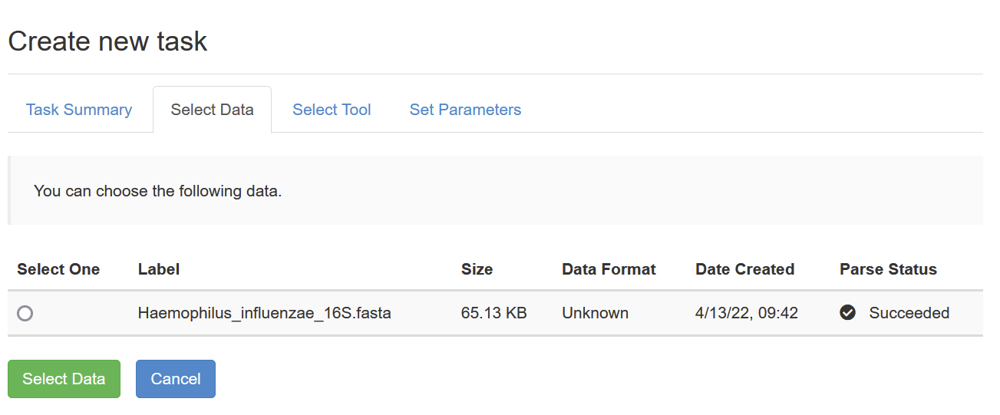 Create new task
Task Summary Select Data Select Tool Set Parameters
You can choose the following data.
Select One Label Size Data Format Date Created Parse Status
Haemophilus_influenzae_16S.fasta 65.13 KB Unknown 4/13/22, 09:42 Succeeded
Select Data Cancel